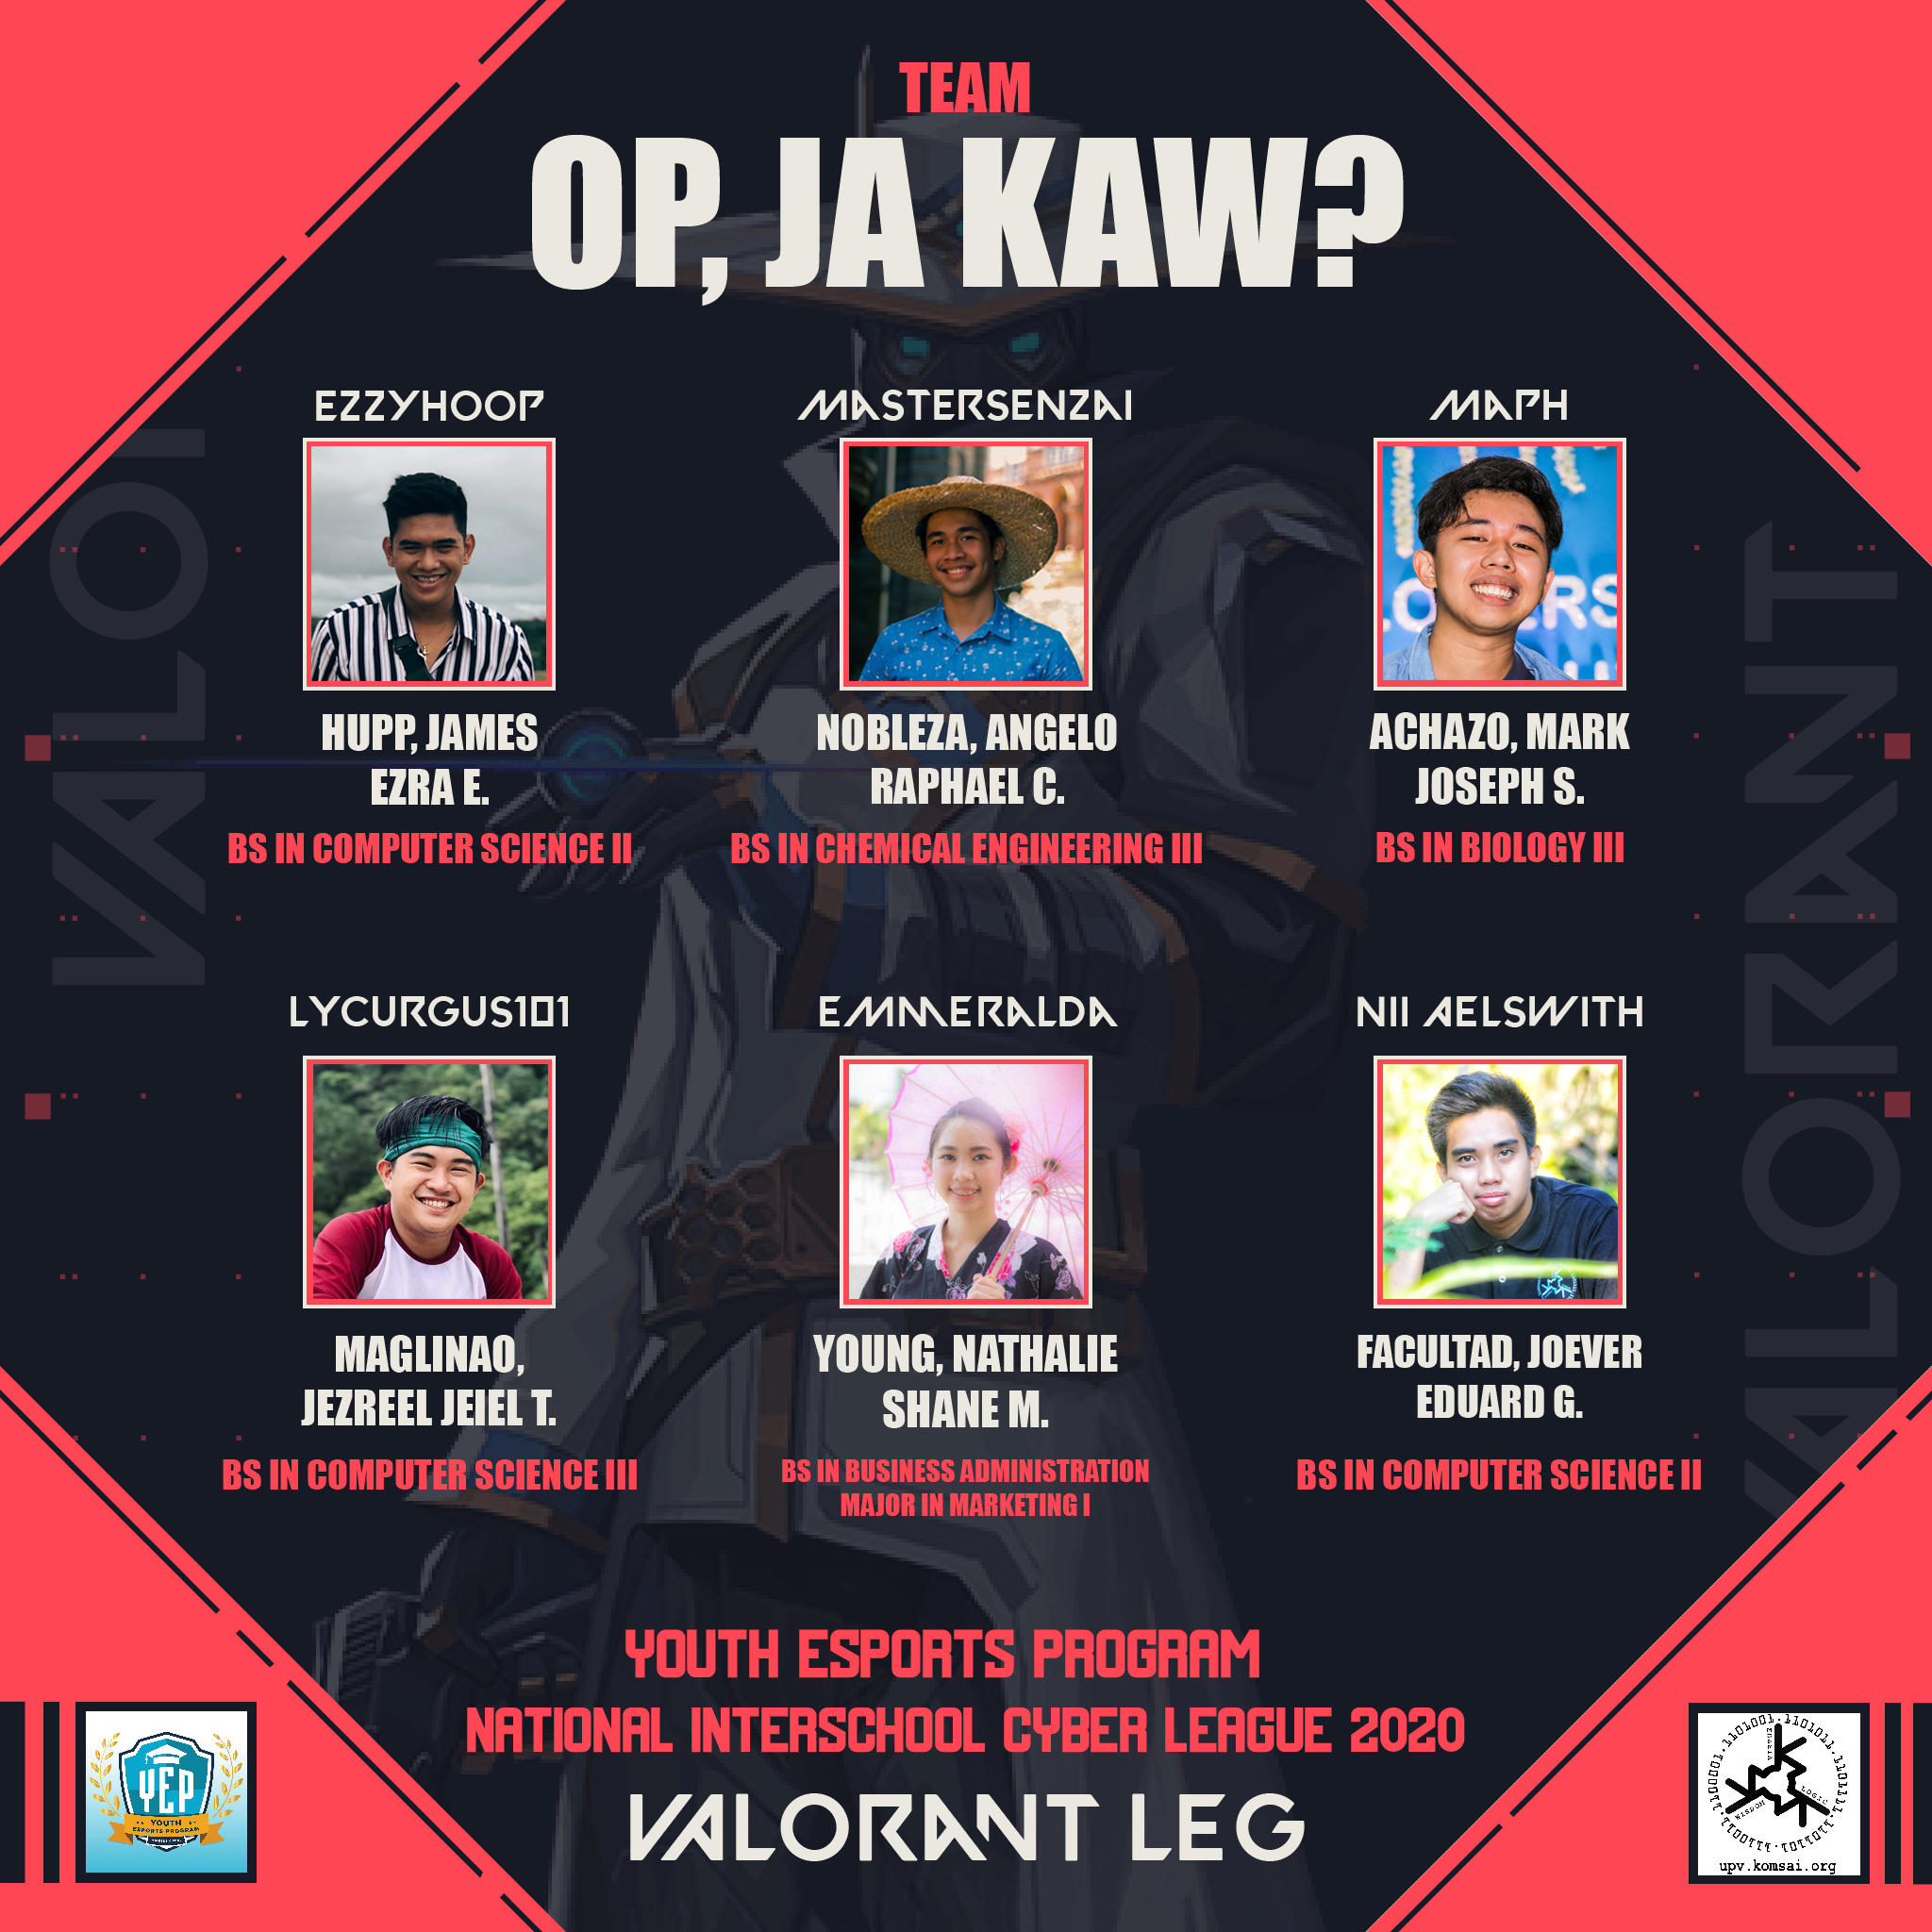 TEAM
OP, JA KAW?
EZZYHOOP
MASTERSENZAI
MAPH
HUPP, JAMES
EZRA E.
NOBLEZA, ANGELO
RAPHAEL C.
ACHAZO, MARK
JOSEPH S.
BS IN COMPUTER SCIENCE II
BS IN CHEMICAL ENGINEERING III
BS IN BIOLOGY III
LYCURGUS101
EMMERALDA
NII AELSWITH
MAGLINAO,
JEZREEL JEIEL T.
YOUNG, NATHALIE
SHANE M.
FACULTAD, JOEVER
EDUARD G.
BS IN COMPUTER SCIENCE III
BS IN BUSINESS ADMINISTRATION
MAJOR IN MARKETING I
BS IN COMPUTER SCIENCE II
YOUTH ESPORTS PROGRAM
NATIONAL INTERSCHOOL CYBER LEAGUE 2020
VALORANT LEG
VALORANT
YEP
YOUTH
ESPORTS PROGRAM
WISDOM
LOGIC
VIRTUE
upv.komsai.org